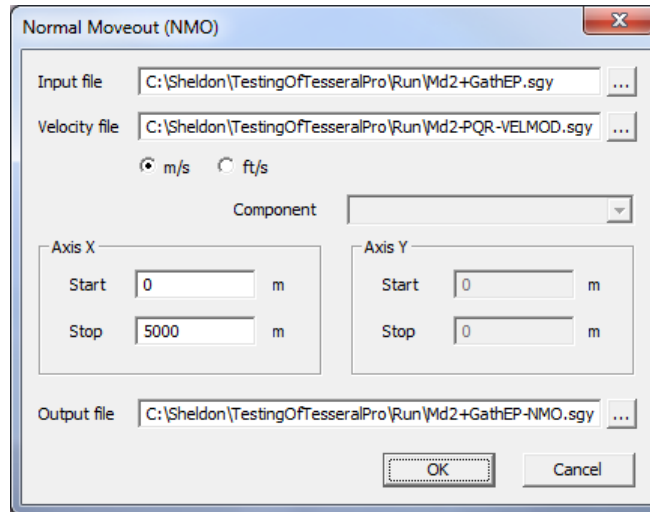 Normal Moveout (NMO)
Input file C:\Sheldon\TestingOfTesseralPro\Run\Md2+GathEP.sgy ...
Velocity file C:\Sheldon\TestingOfTesseralPro\Run\Md2-PQR-VELMOD.sgy ...
m/s ft/s
Component
Axis X Axis Y
Start 0 m Start 0 m
Stop 5000 m Stop 0 m
Output file C:\Sheldon\TestingOfTesseralPro\Run\Md2+GathEP-NMO.sgy ...
OK Cancel